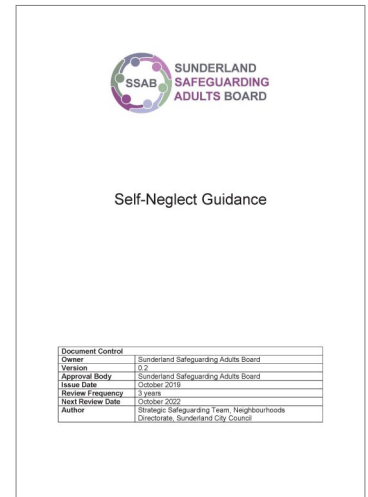 SSAB
SUNDERLAND
SAFEGUARDING
ADULTS BOARD
Self-Neglect Guidance
Document Control
Owner Sunderland Safeguarding Adults Board
Version 0.2
Approval Body Sunderland Safeguarding Adults Board
Issue Date October 2019
Review Frequency 3 years
Next Review Date October 2022
Author Strategic Safeguarding Team, Neighbourhoods
Directorate, Sunderland City Council